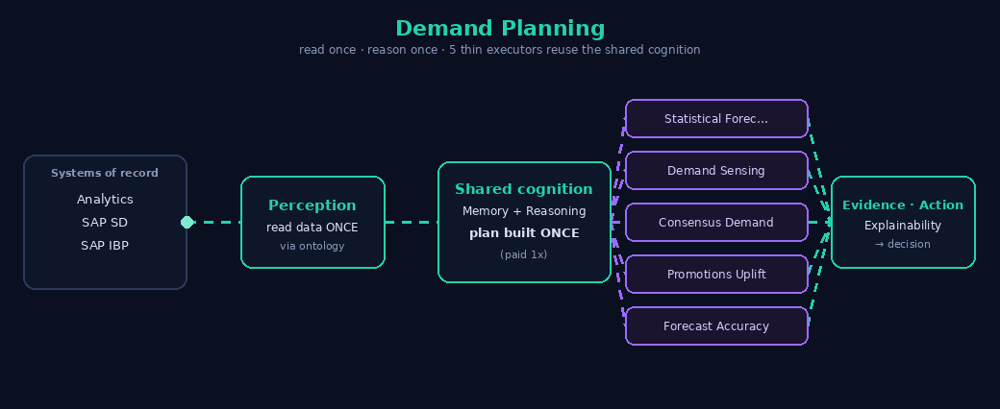 Demand Planning
read once · reason once · 5 thin executors reuse the shared cognition
Systems of record
Analytics
SAP SD
SAP IBP
Perception
read data ONCE
via ontology
Shared cognition
Memory + Reasoning
plan built ONCE
(paid 1x)
Statistical Forec...
Demand Sensing
Consensus Demand
Promotions Uplift
Forecast Accuracy
Evidence · Action
Explainability
→ decision